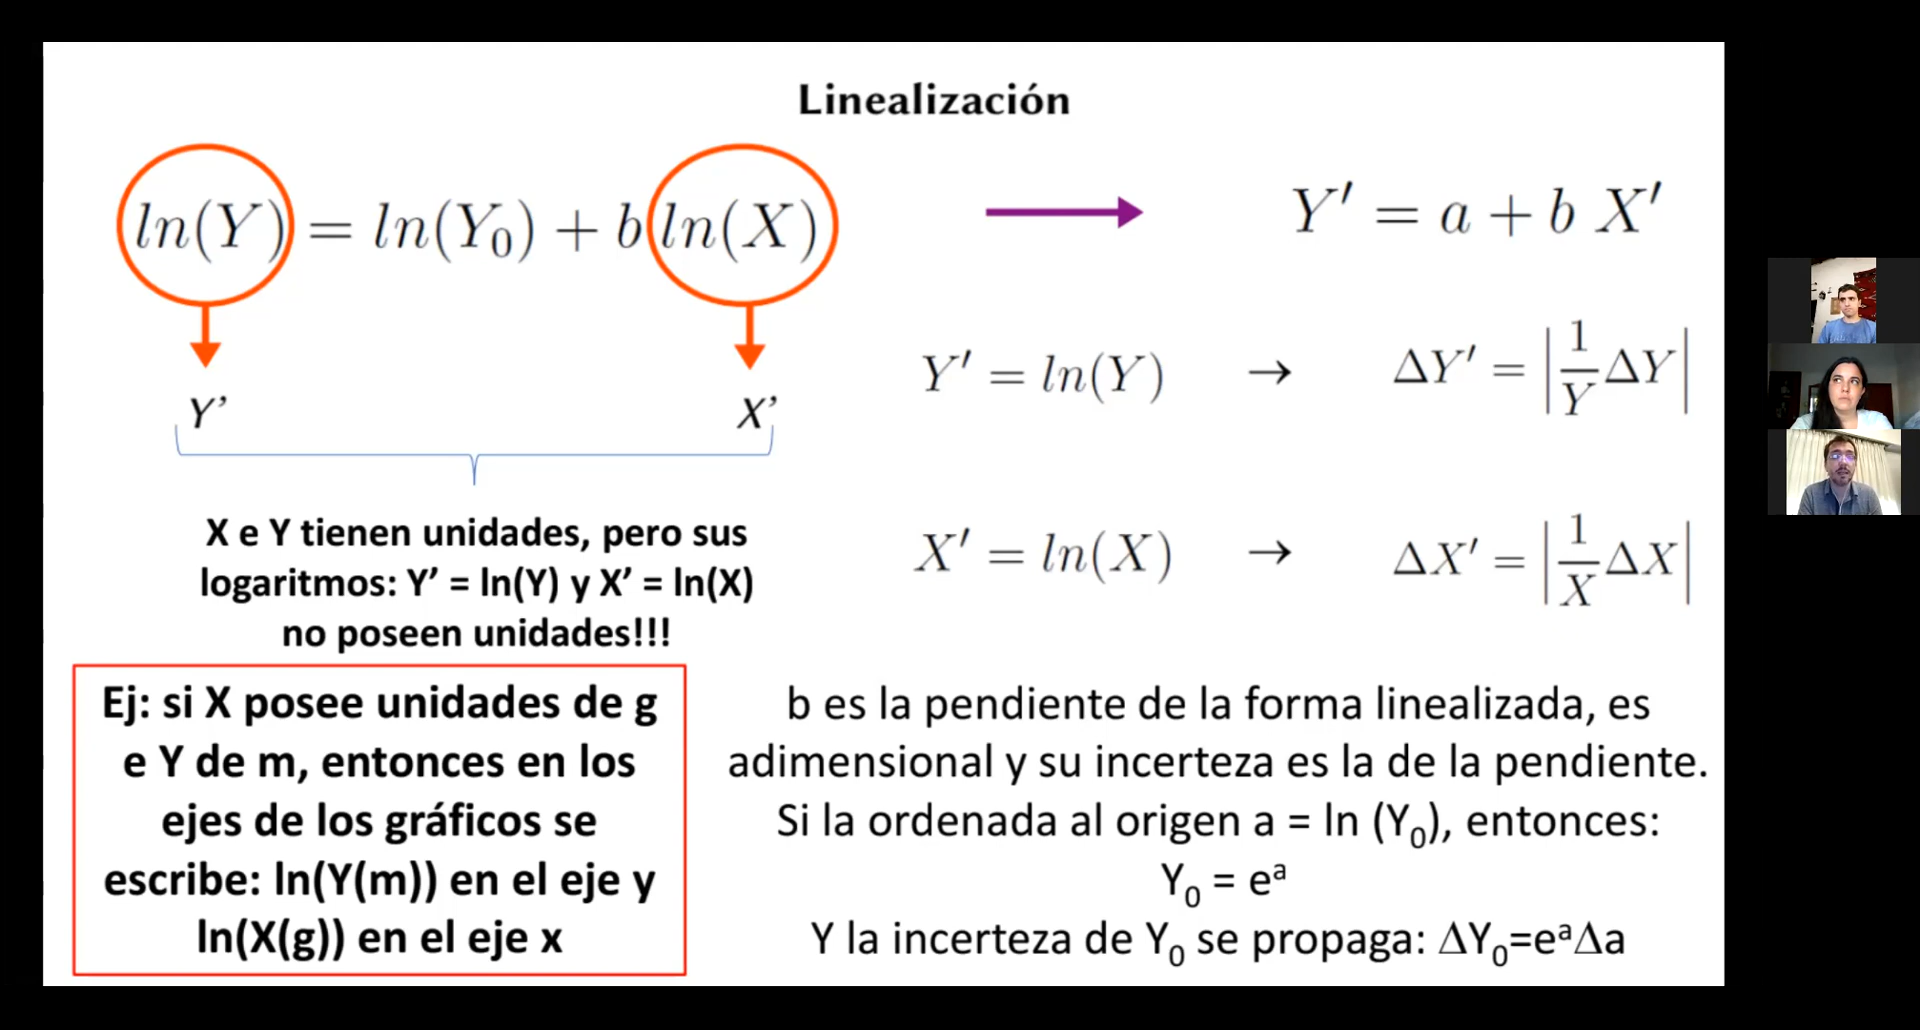 Linealización
ln(Y) = ln(Y₀) + b ln(X)
Y' = a + b X'
Y'
X'
Y' = ln(Y) → ΔY' = |1/Y ΔY|
X' = ln(X) → ΔX' = |1/X ΔX|
X e Y tienen unidades, pero sus
logaritmos: Y' = ln(Y) y X' = ln(X)
no poseen unidades!!!
Ej: si X posee unidades de g
e Y de m, entonces en los
ejes de los gráficos se
escribe: ln(Y(m)) en el eje y
ln(X(g)) en el eje x
b es la pendiente de la forma linealizada, es
adimensional y su incerteza es la de la pendiente.
Si la ordenada al origen a = ln (Y₀), entonces:
Y₀ = eᵃ
Y la incerteza de Y₀ se propaga: ΔY₀=eᵃΔa